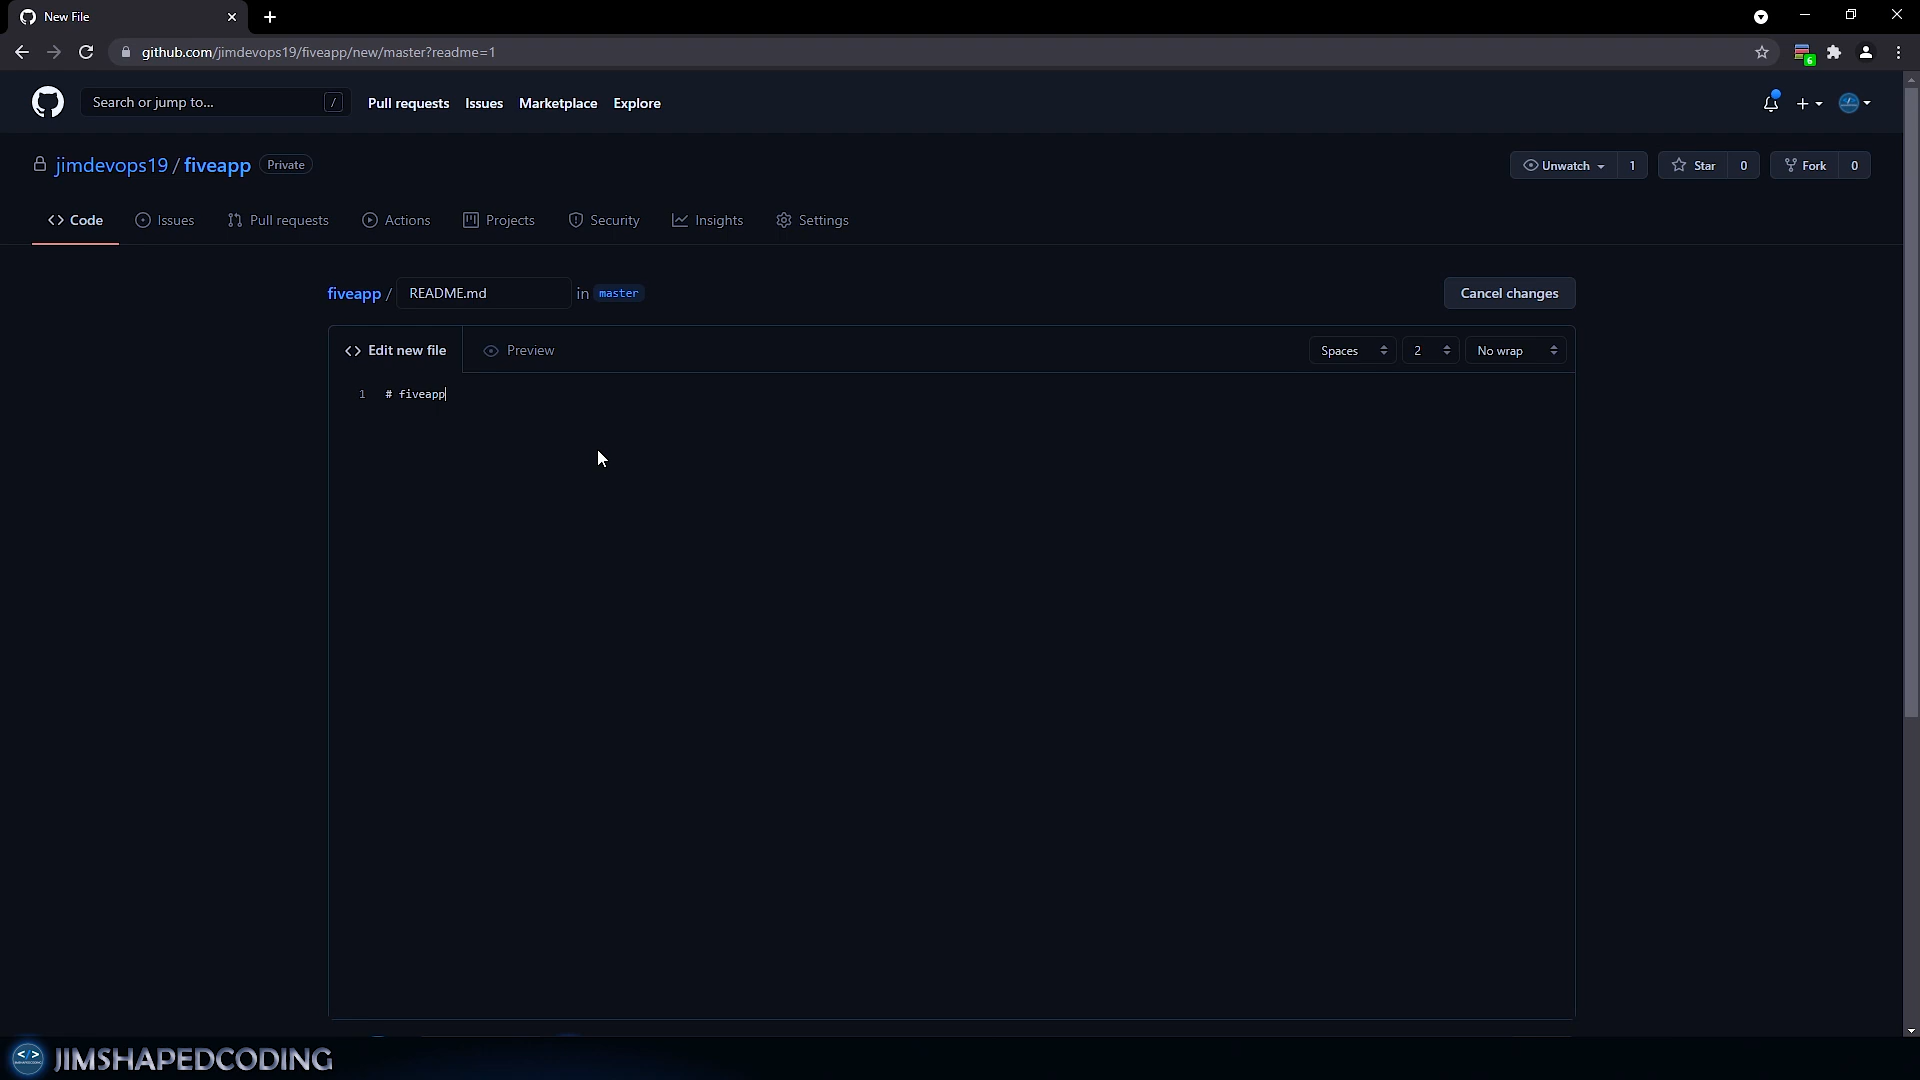 New File
github.com/jimdevops19/fiveapp/new/master?readme=1
6
Search or jump to... /
Pull requests Issues Marketplace Explore
jimdevops19 / fiveapp Private
Unwatch 1 Star 0 Fork 0
Code Issues Pull requests Actions Projects Security Insights Settings
fiveapp / README.md in master
Cancel changes
Edit new file Preview Spaces 2 No wrap
1 # fiveapp
JIMSHAPEDCODING